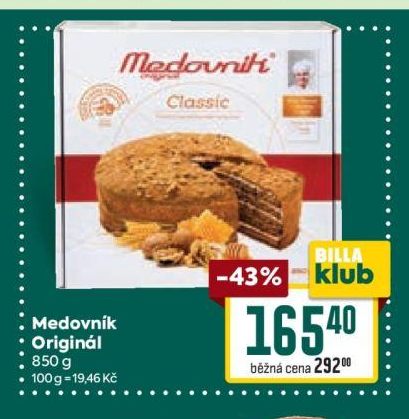 Medovník®
original
Classic
-43%
BILLA
klub
165 40
běžná cena 292 00
Medovník
Originál
850 g
100 g = 19,46 Kč